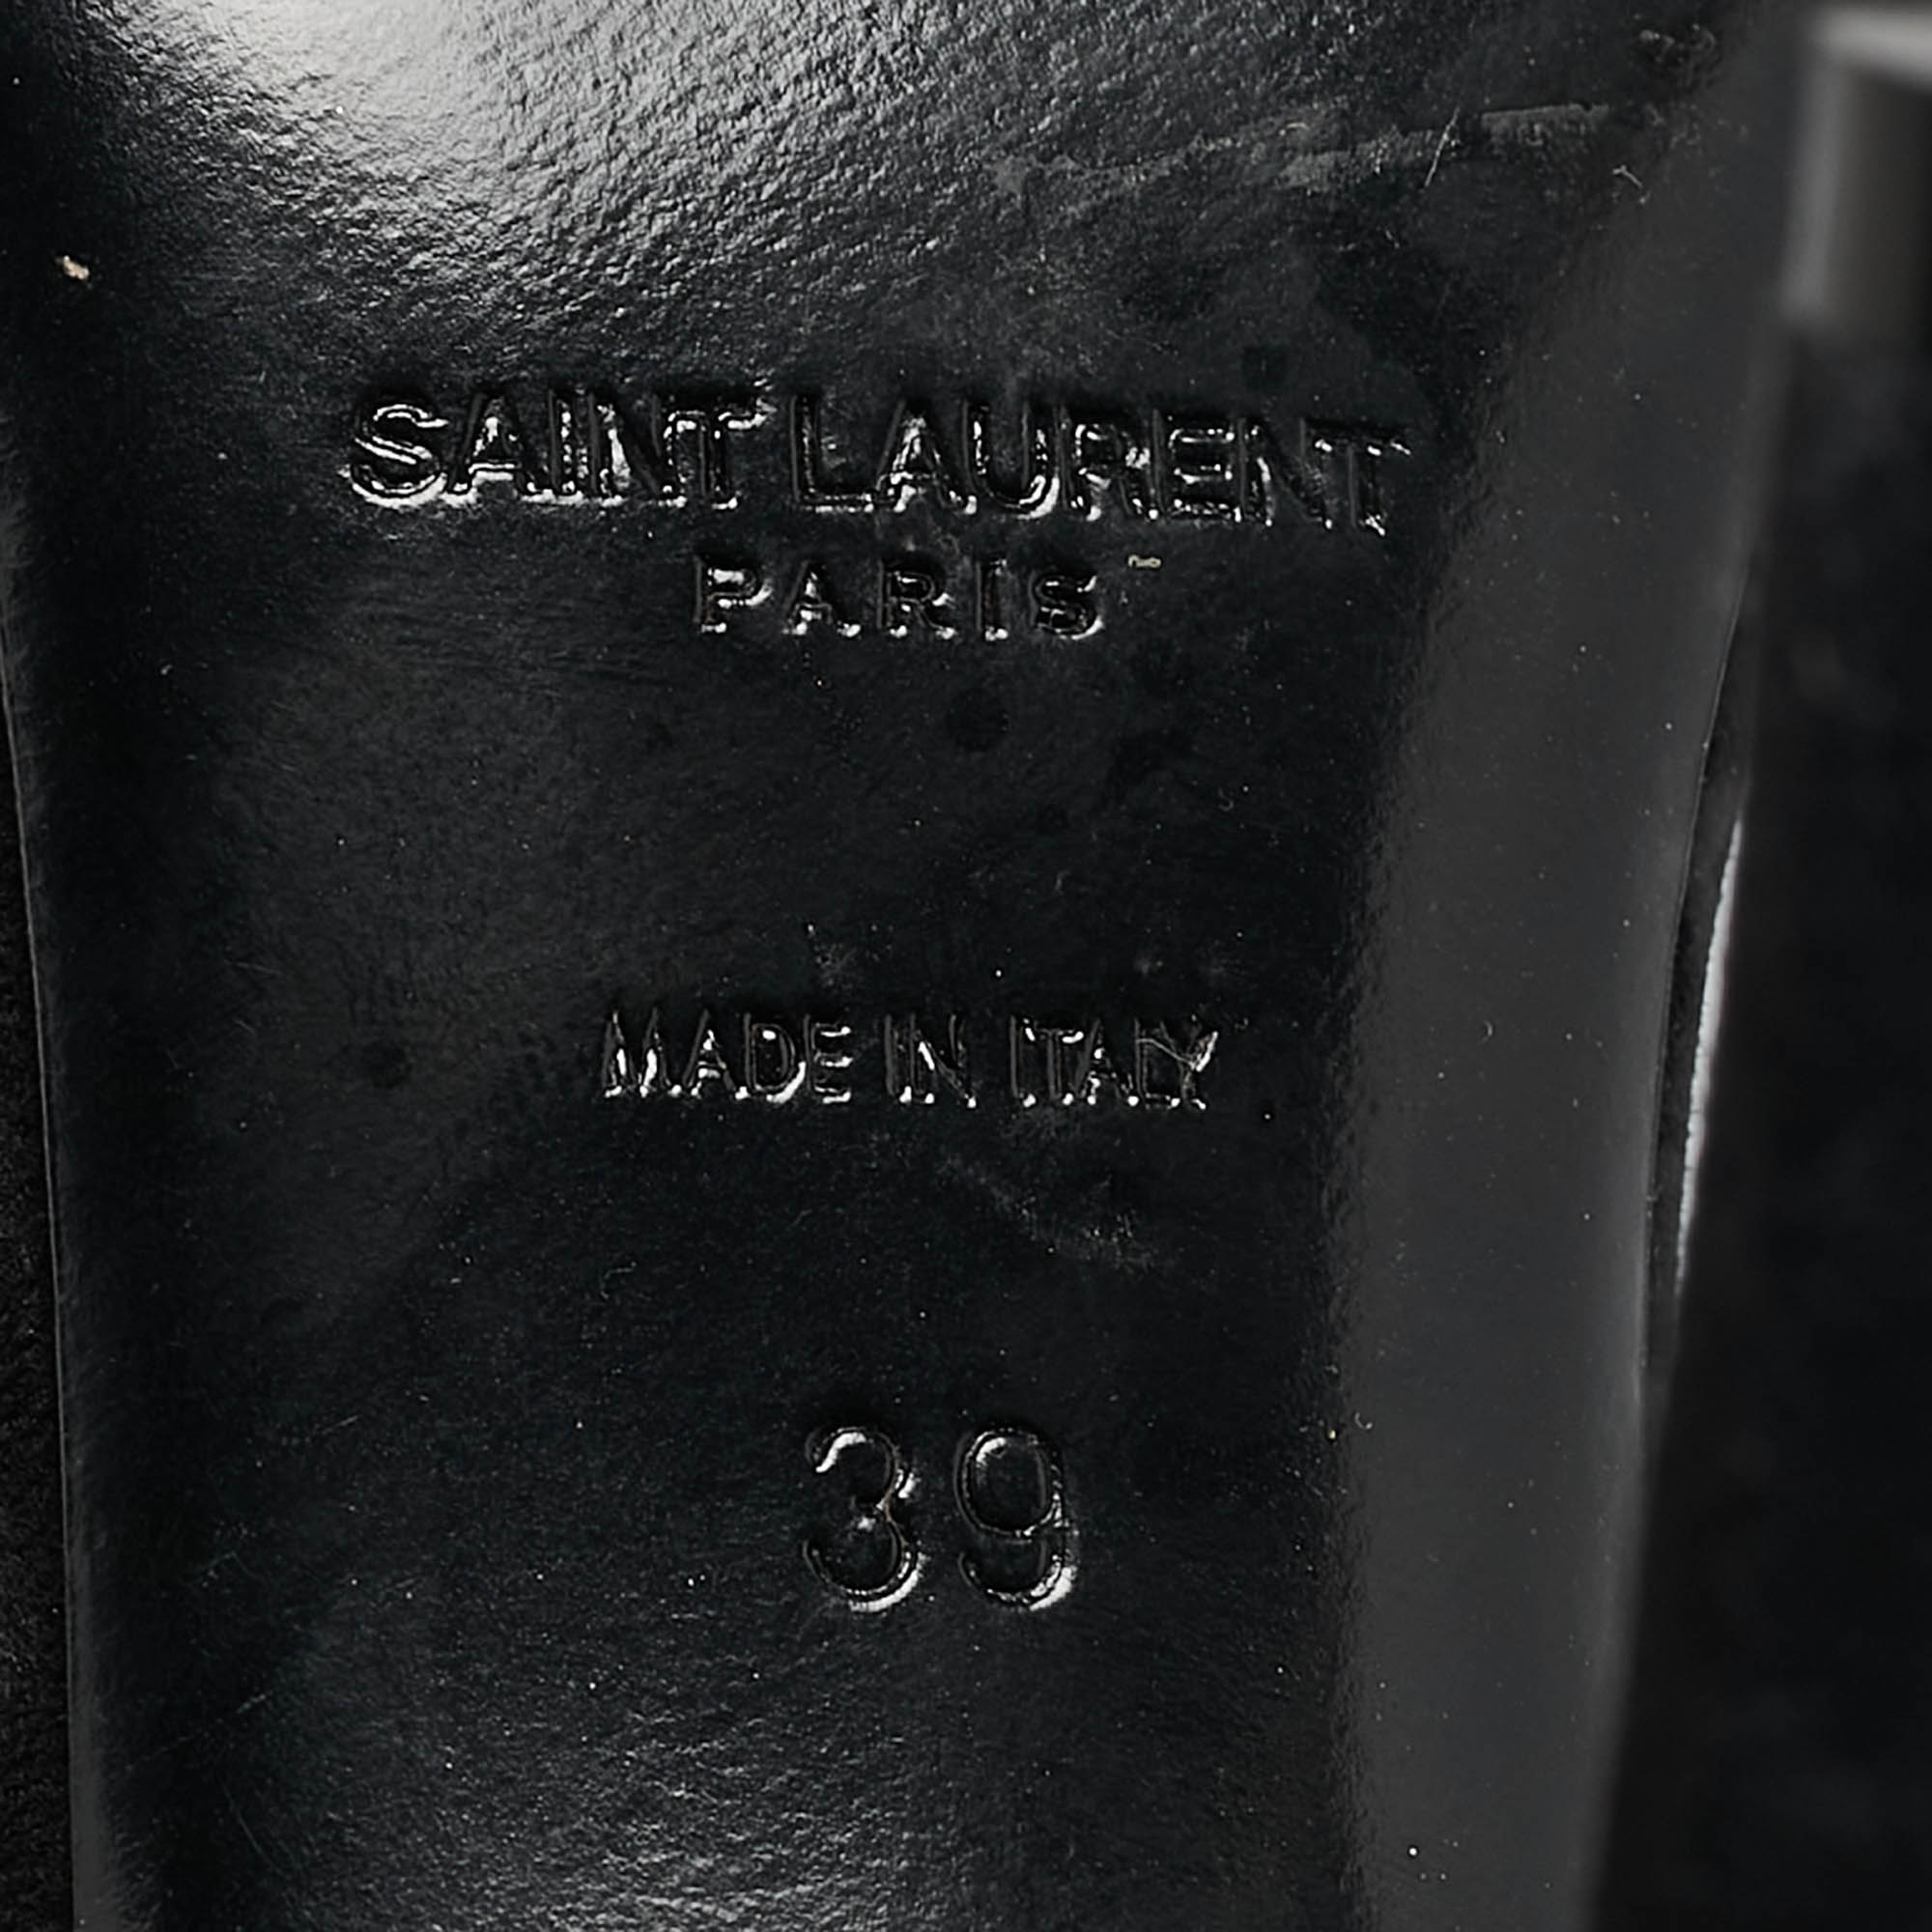 SAINT LAURENT
PARIS
MADE IN ITALY
39